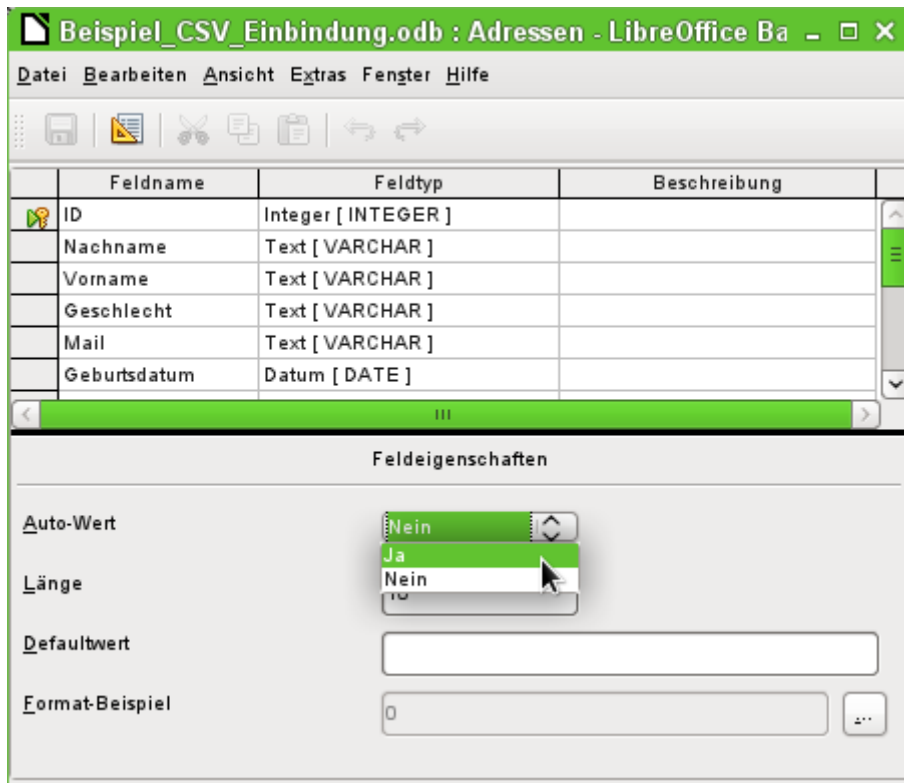 Beispiel_CSV_Einbindung.odb : Adressen - LibreOffice Ba
Datei Bearbeiten Ansicht Extras Fenster Hilfe
Feldname Feldtyp Beschreibung
ID Integer [ INTEGER ]
Nachname Text [ VARCHAR ]
Vorname Text [ VARCHAR ]
Geschlecht Text [ VARCHAR ]
Mail Text [ VARCHAR ]
Geburtsdatum Datum [ DATE ]
Feldeigenschaften
Auto-Wert Nein
Ja
Nein
Länge
Defaultwert
Format-Beispiel 0 ...